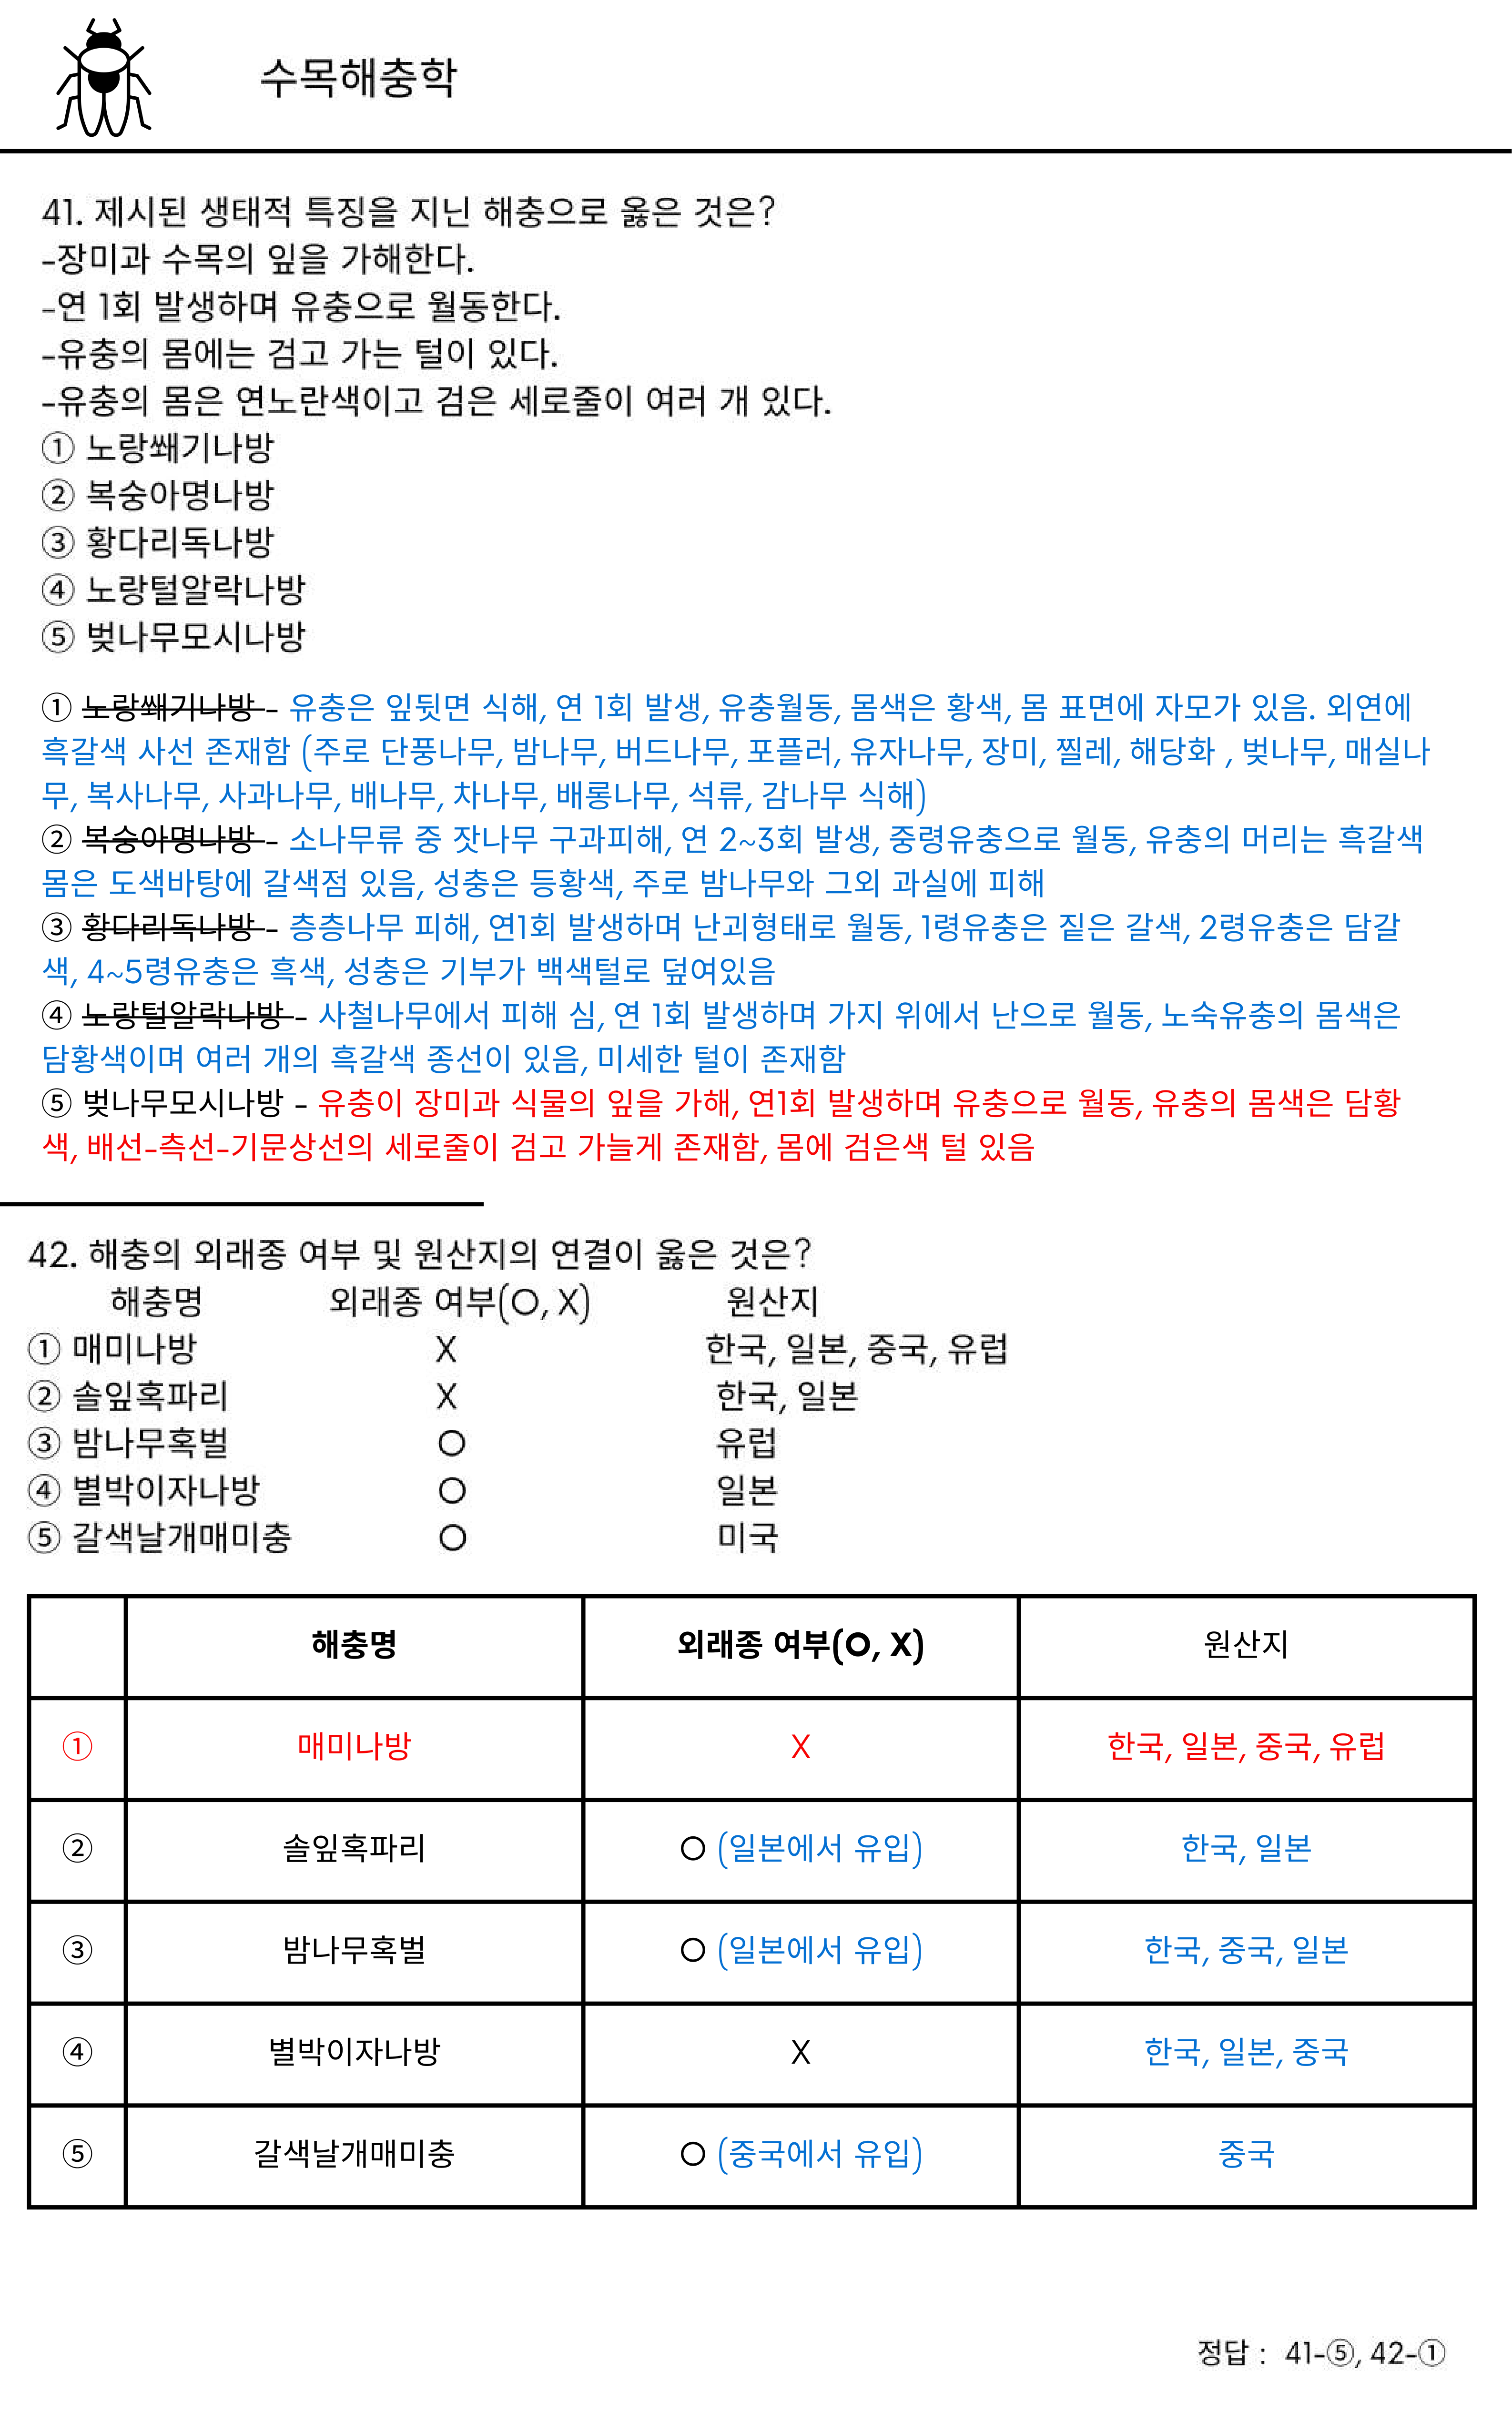 수목해충학
41. 제시된 생태적 특징을 지닌 해충으로 옳은 것은?
-장미과 수목의 잎을 가해한다.
-연 1회 발생하며 유충으로 월동한다.
-유충의 몸에는 검고 가는 털이 있다.
-유충의 몸은 연노란색이고 검은 세로줄이 여러 개 있다.
① 노랑쐐기나방
② 복숭아명나방
③ 황다리독나방
④ 노랑털알락나방
⑤ 벚나무모시나방
① 노랑쐐기나방 - 유충은 잎뒷면 식해, 연 1회 발생, 유충월동, 몸색은 황색, 몸 표면에 자모가 있음. 외연에
흑갈색 사선 존재함 (주로 단풍나무, 밤나무, 버드나무, 포플러, 유자나무, 장미, 찔레, 해당화 , 벚나무, 매실나
무, 복사나무, 사과나무, 배나무, 차나무, 배롱나무, 석류, 감나무 식해)
② 복숭아명나방 - 소나무류 중 잣나무 구과피해, 연 2~3회 발생, 중령유충으로 월동, 유충의 머리는 흑갈색
몸은 도색바탕에 갈색점 있음, 성충은 등황색, 주로 밤나무와 그외 과실에 피해
③ 황다리독나방 - 층층나무 피해, 연1회 발생하며 난괴형태로 월동, 1령유충은 짙은 갈색, 2령유충은 담갈
색, 4~5령유충은 흑색, 성충은 기부가 백색털로 덮여있음
④ 노랑털알락나방 - 사철나무에서 피해 심, 연 1회 발생하며 가지 위에서 난으로 월동, 노숙유충의 몸색은
담황색이며 여러 개의 흑갈색 종선이 있음, 미세한 털이 존재함
⑤ 벚나무모시나방 - 유충이 장미과 식물의 잎을 가해, 연1회 발생하며 유충으로 월동, 유충의 몸색은 담황
색, 배선-측선-기문상선의 세로줄이 검고 가늘게 존재함, 몸에 검은색 털 있음
42. 해충의 외래종 여부 및 원산지의 연결이 옳은 것은?
해충명 외래종 여부(O, X) 원산지
① 매미나방 X 한국, 일본, 중국, 유럽
② 솔잎혹파리 X 한국, 일본
③ 밤나무혹벌 O 유럽
④ 별박이자나방 O 일본
⑤ 갈색날개매미충 O 미국
해충명 외래종 여부(O, X) 원산지
① 매미나방 X 한국, 일본, 중국, 유럽
② 솔잎혹파리 O (일본에서 유입) 한국, 일본
③ 밤나무혹벌 O (일본에서 유입) 한국, 중국, 일본
④ 별박이자나방 X 한국, 일본, 중국
⑤ 갈색날개매미충 O (중국에서 유입) 중국
정답 : 41-⑤, 42-①